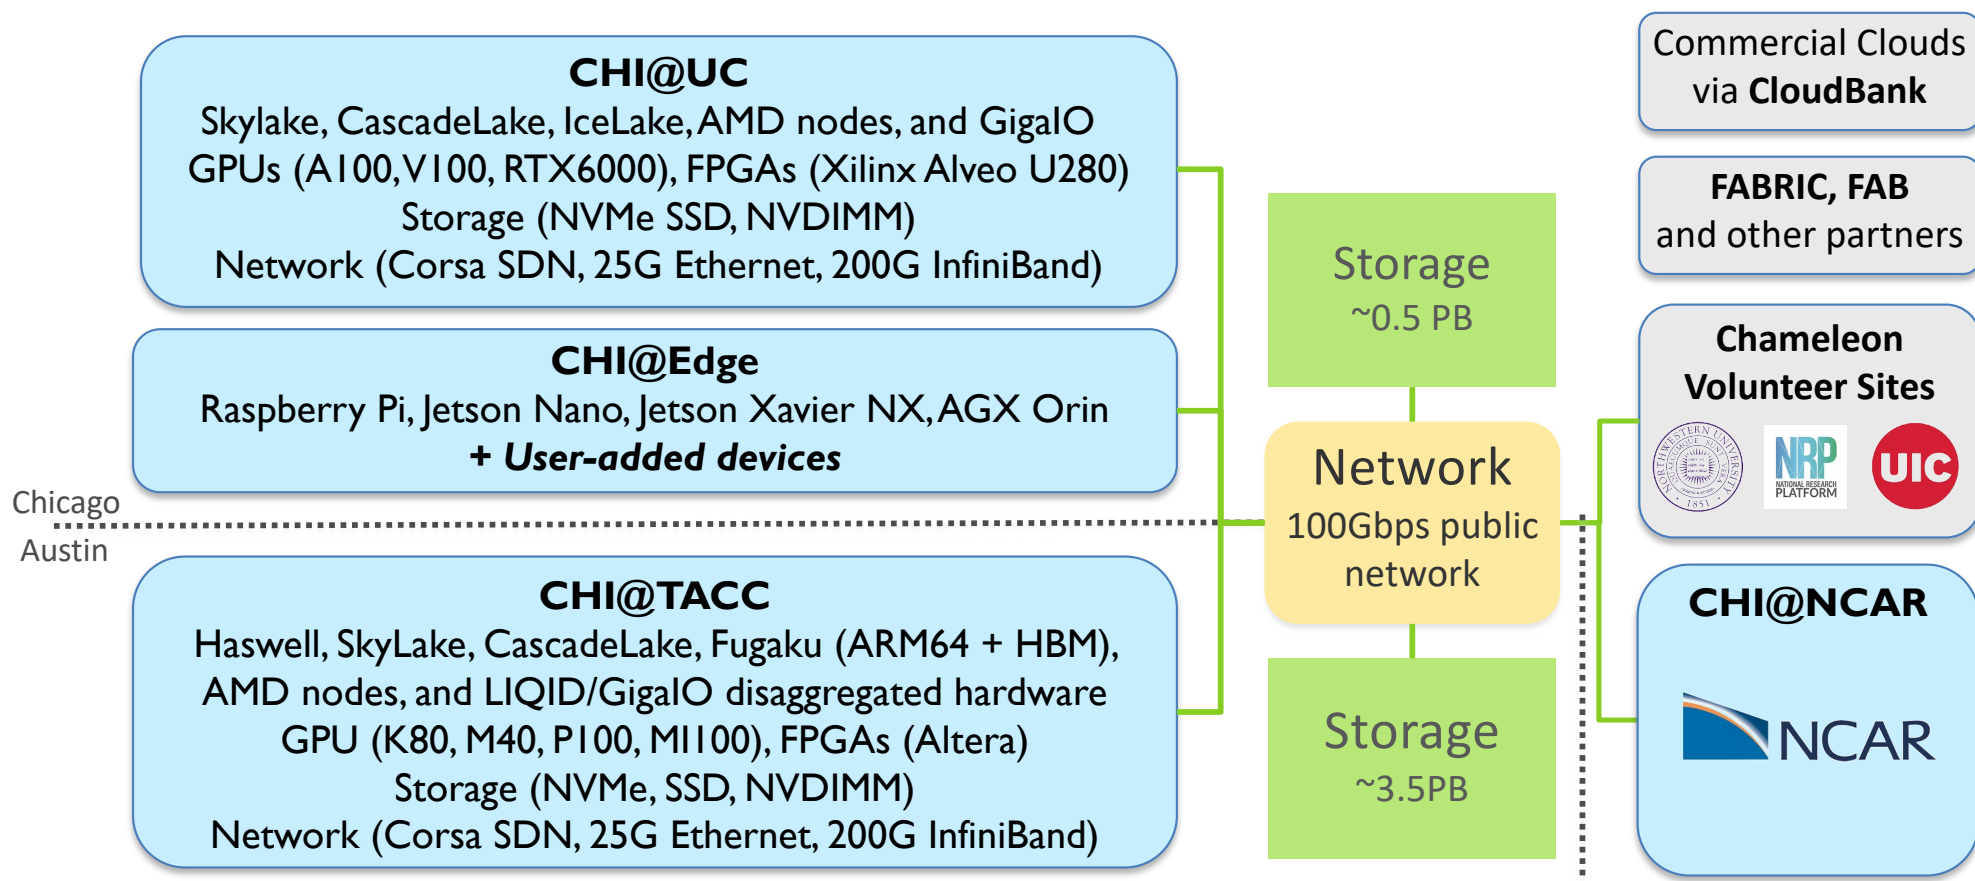 CHI@UC
Skylake, CascadeLake, IceLake, AMD nodes, and GigaIO
GPUs (A100, V100, RTX6000), FPGAs (Xilinx Alveo U280)
Storage (NVMe SSD, NVDIMM)
Network (Corsa SDN, 25G Ethernet, 200G InfiniBand)
CHI@Edge
Raspberry Pi, Jetson Nano, Jetson Xavier NX, AGX Orin
+ User-added devices
Chicago
Austin
CHI@TACC
Haswell, SkyLake, CascadeLake, Fugaku (ARM64 + HBM),
AMD nodes, and LIQID/GigaIO disaggregated hardware
GPU (K80, M40, P100, MI100), FPGAs (Altera)
Storage (NVMe, SSD, NVDIMM)
Network (Corsa SDN, 25G Ethernet, 200G InfiniBand)
Storage
~0.5 PB
Network
100Gbps public
network
Storage
~3.5PB
Commercial Clouds
via CloudBank
FABRIC, FAB
and other partners
Chameleon
Volunteer Sites
NORTHWESTERN UNIVERSITY
1851
NRP
NATIONAL RESEARCH
PLATFORM
UIC
CHI@NCAR
NCAR